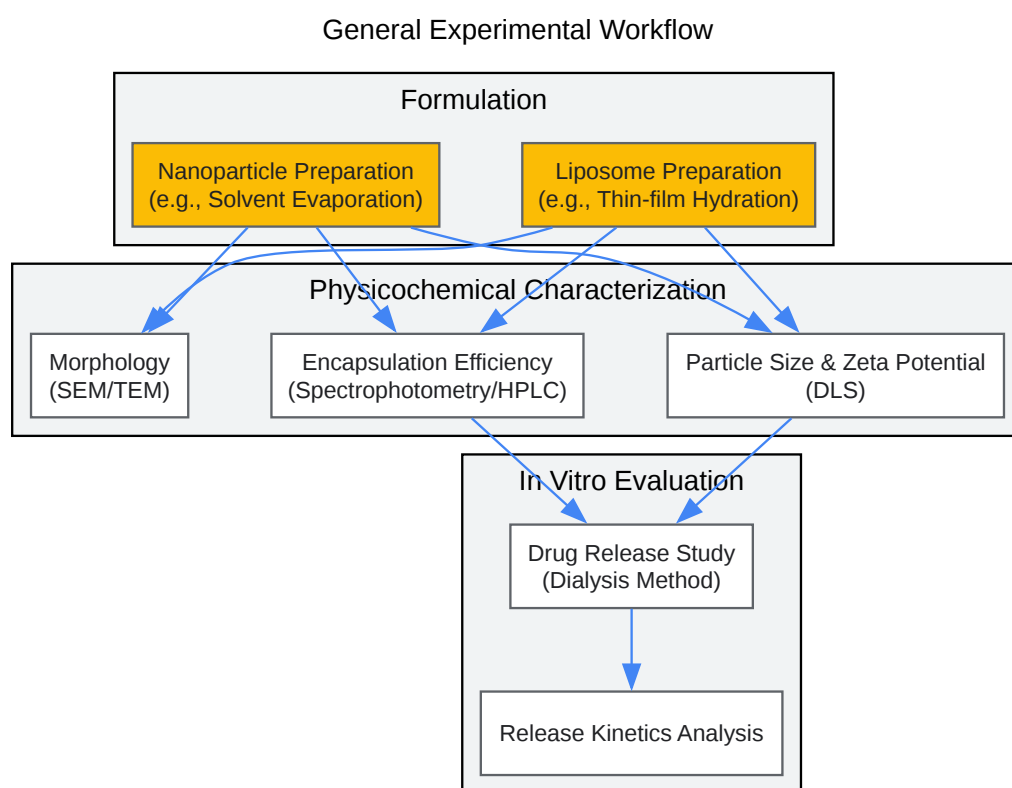 General Experimental Workflow
Formulation
Nanoparticle Preparation
(e.g., Solvent Evaporation)
Liposome Preparation
(e.g., Thin-film Hydration)
Physicochemical Characterization
Morphology
(SEM/TEM)
Encapsulation Efficiency
(Spectrophotometry/HPLC)
Particle Size & Zeta Potential
(DLS)
In Vitro Evaluation
Drug Release Study
(Dialysis Method)
Release Kinetics Analysis